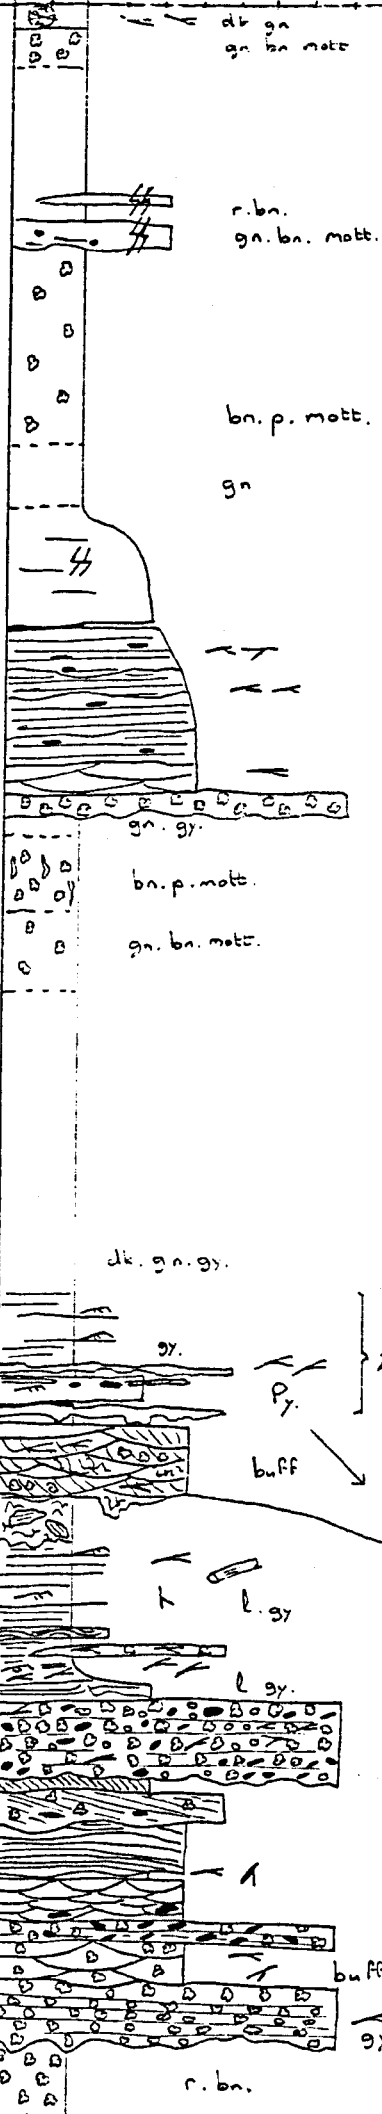 dk gn
gn bn mott
r.bn.
gn. bn. mott.
bn. p. mott.
gn
gn. gy.
bn. p. mott.
gn. bn. mott.
dk. gn. gy.
gy.
Py.
buff
l. gy
l gy.
buff
gy
r. bn.